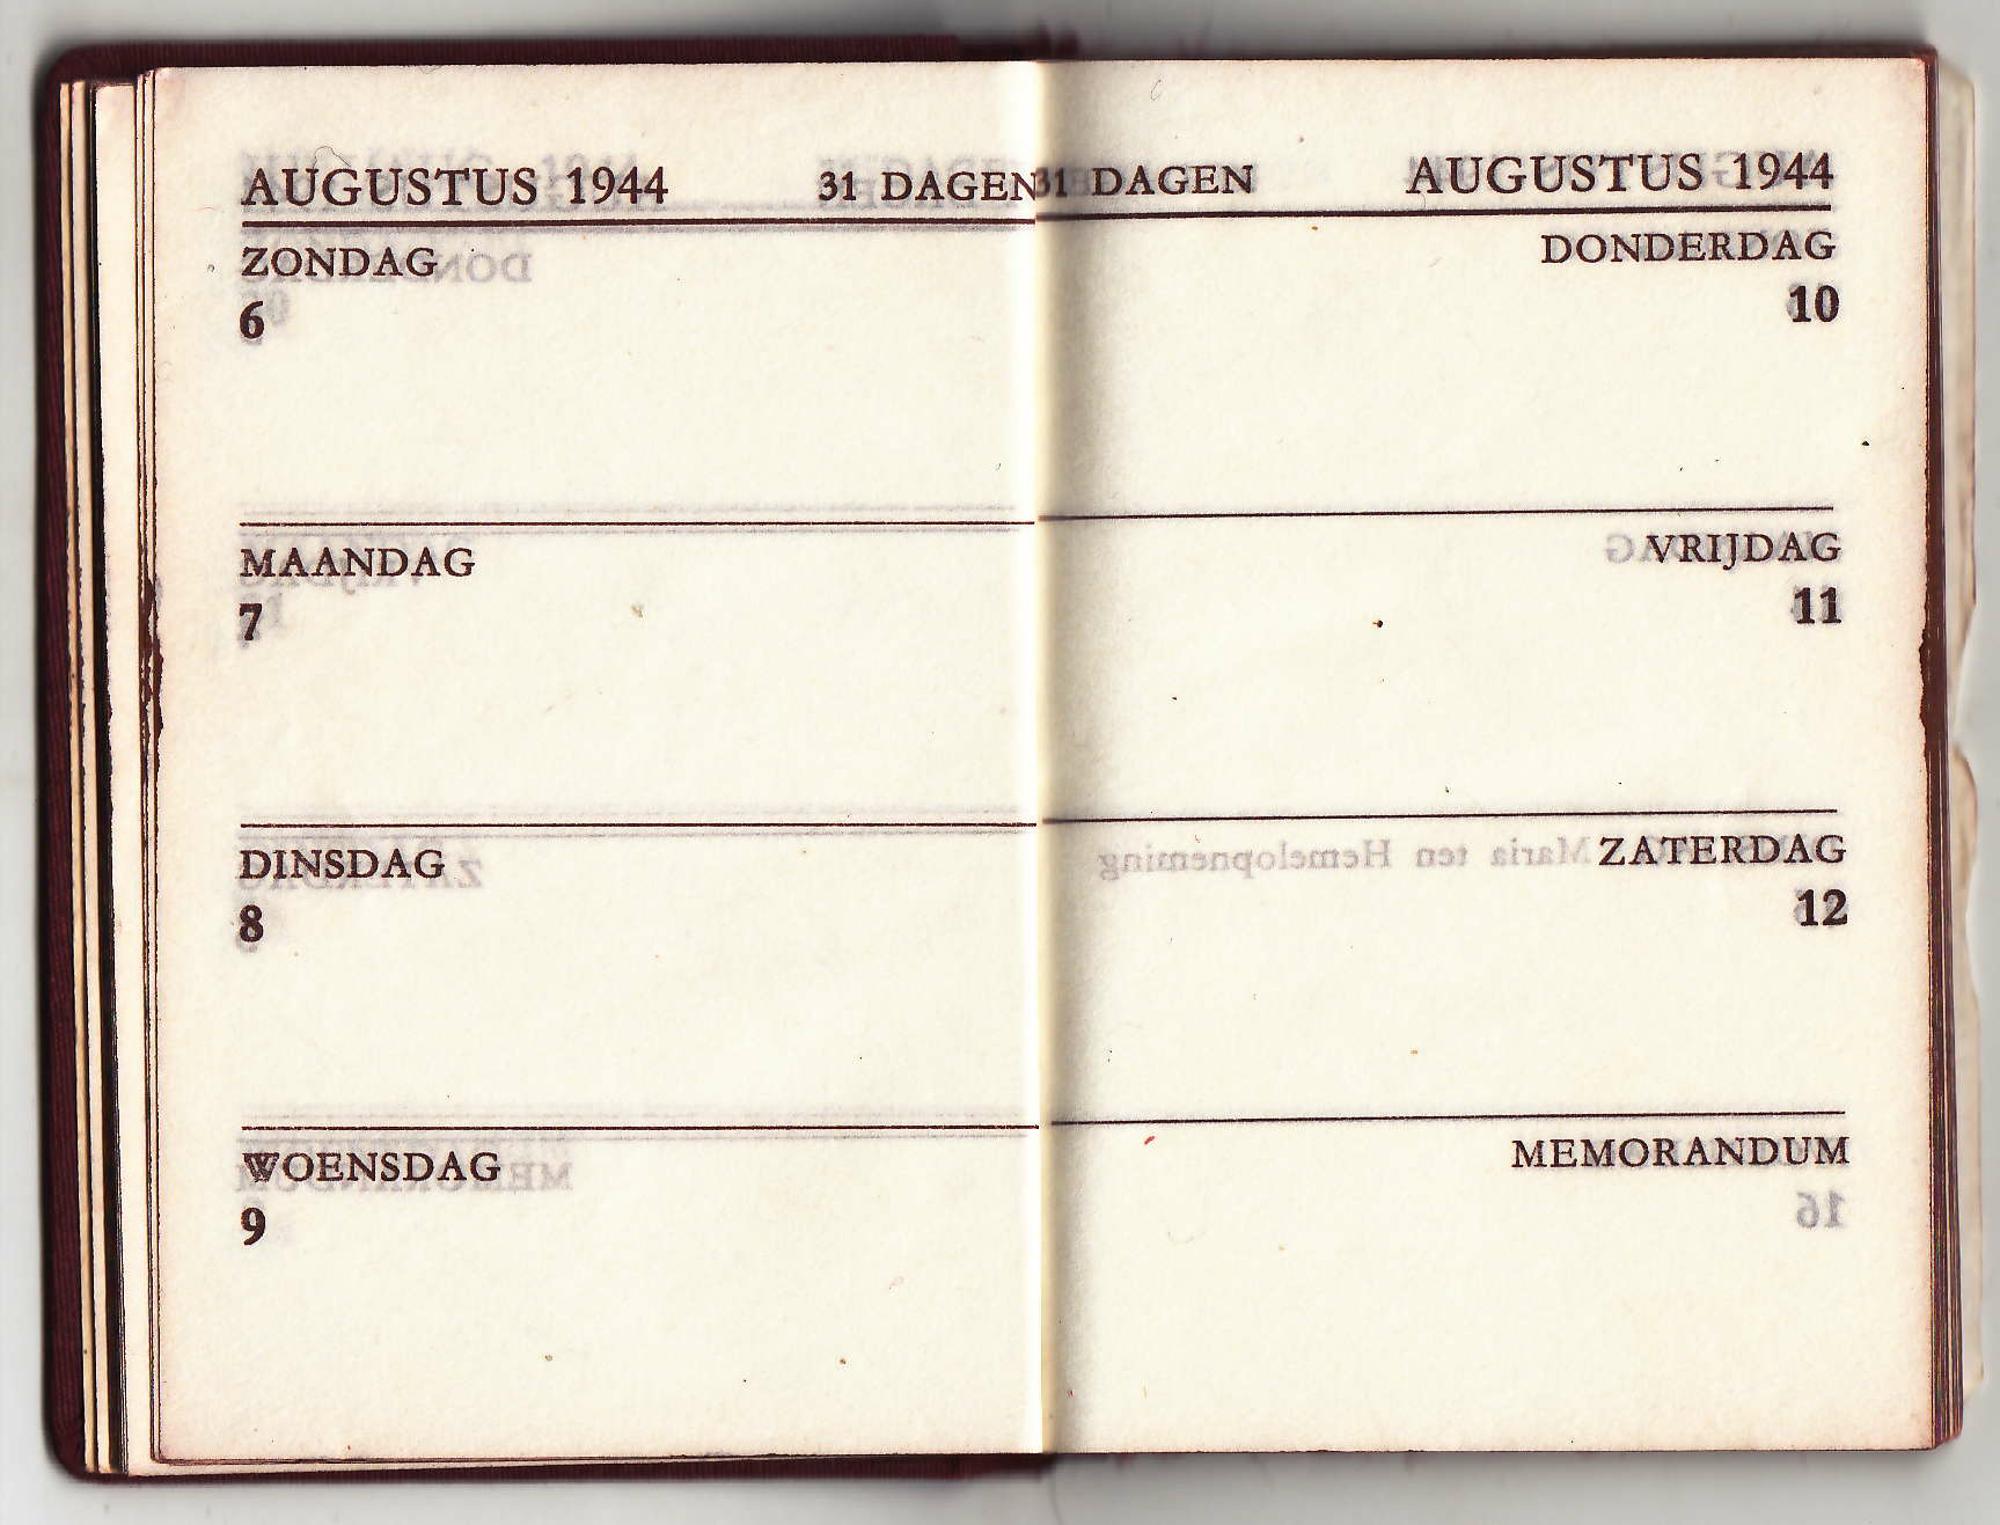 AUGUSTUS 1944 31 DAGEN
ZONDAG
6
MAANDAG
7
DINSDAG
8
WOENSDAG
9
31 DAGEN AUGUSTUS 1944
DONDERDAG
10
VRIJDAG
11
ZATERDAG
12
MEMORANDUM